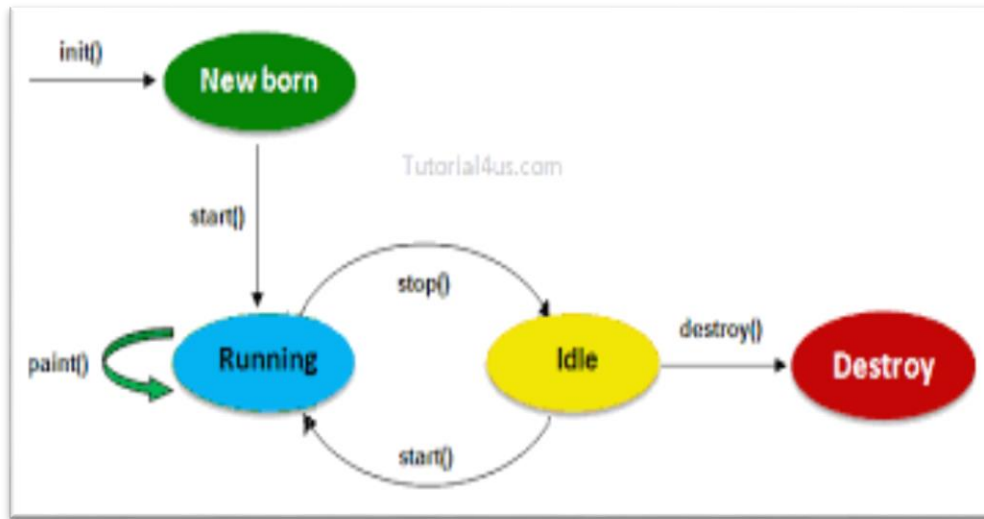 init()
New born
Tutorial4us.com
start()
stop()
destroy()
paint()
Running
Idle
Destroy
start()